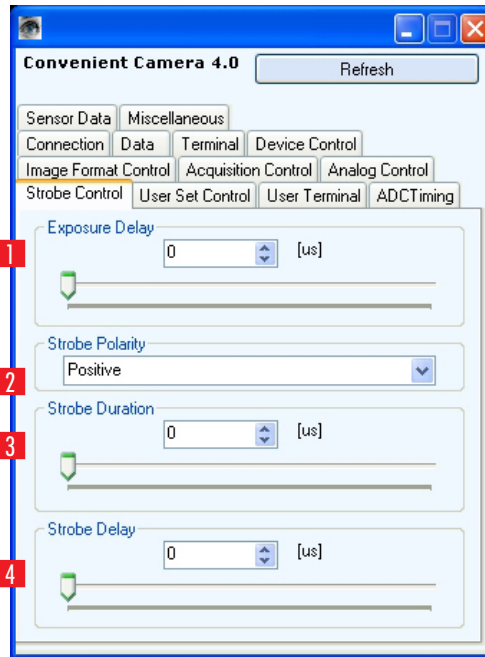 Convenient Camera 4.0 Refresh
Sensor Data Miscellaneous
Connection Data Terminal Device Control
Image Format Control Acquisition Control Analog Control
Strobe Control User Set Control User Terminal ADCTiming
Exposure Delay
1 0 [us]
Strobe Polarity
2 Positive
Strobe Duration
3 0 [us]
Strobe Delay
4 0 [us]